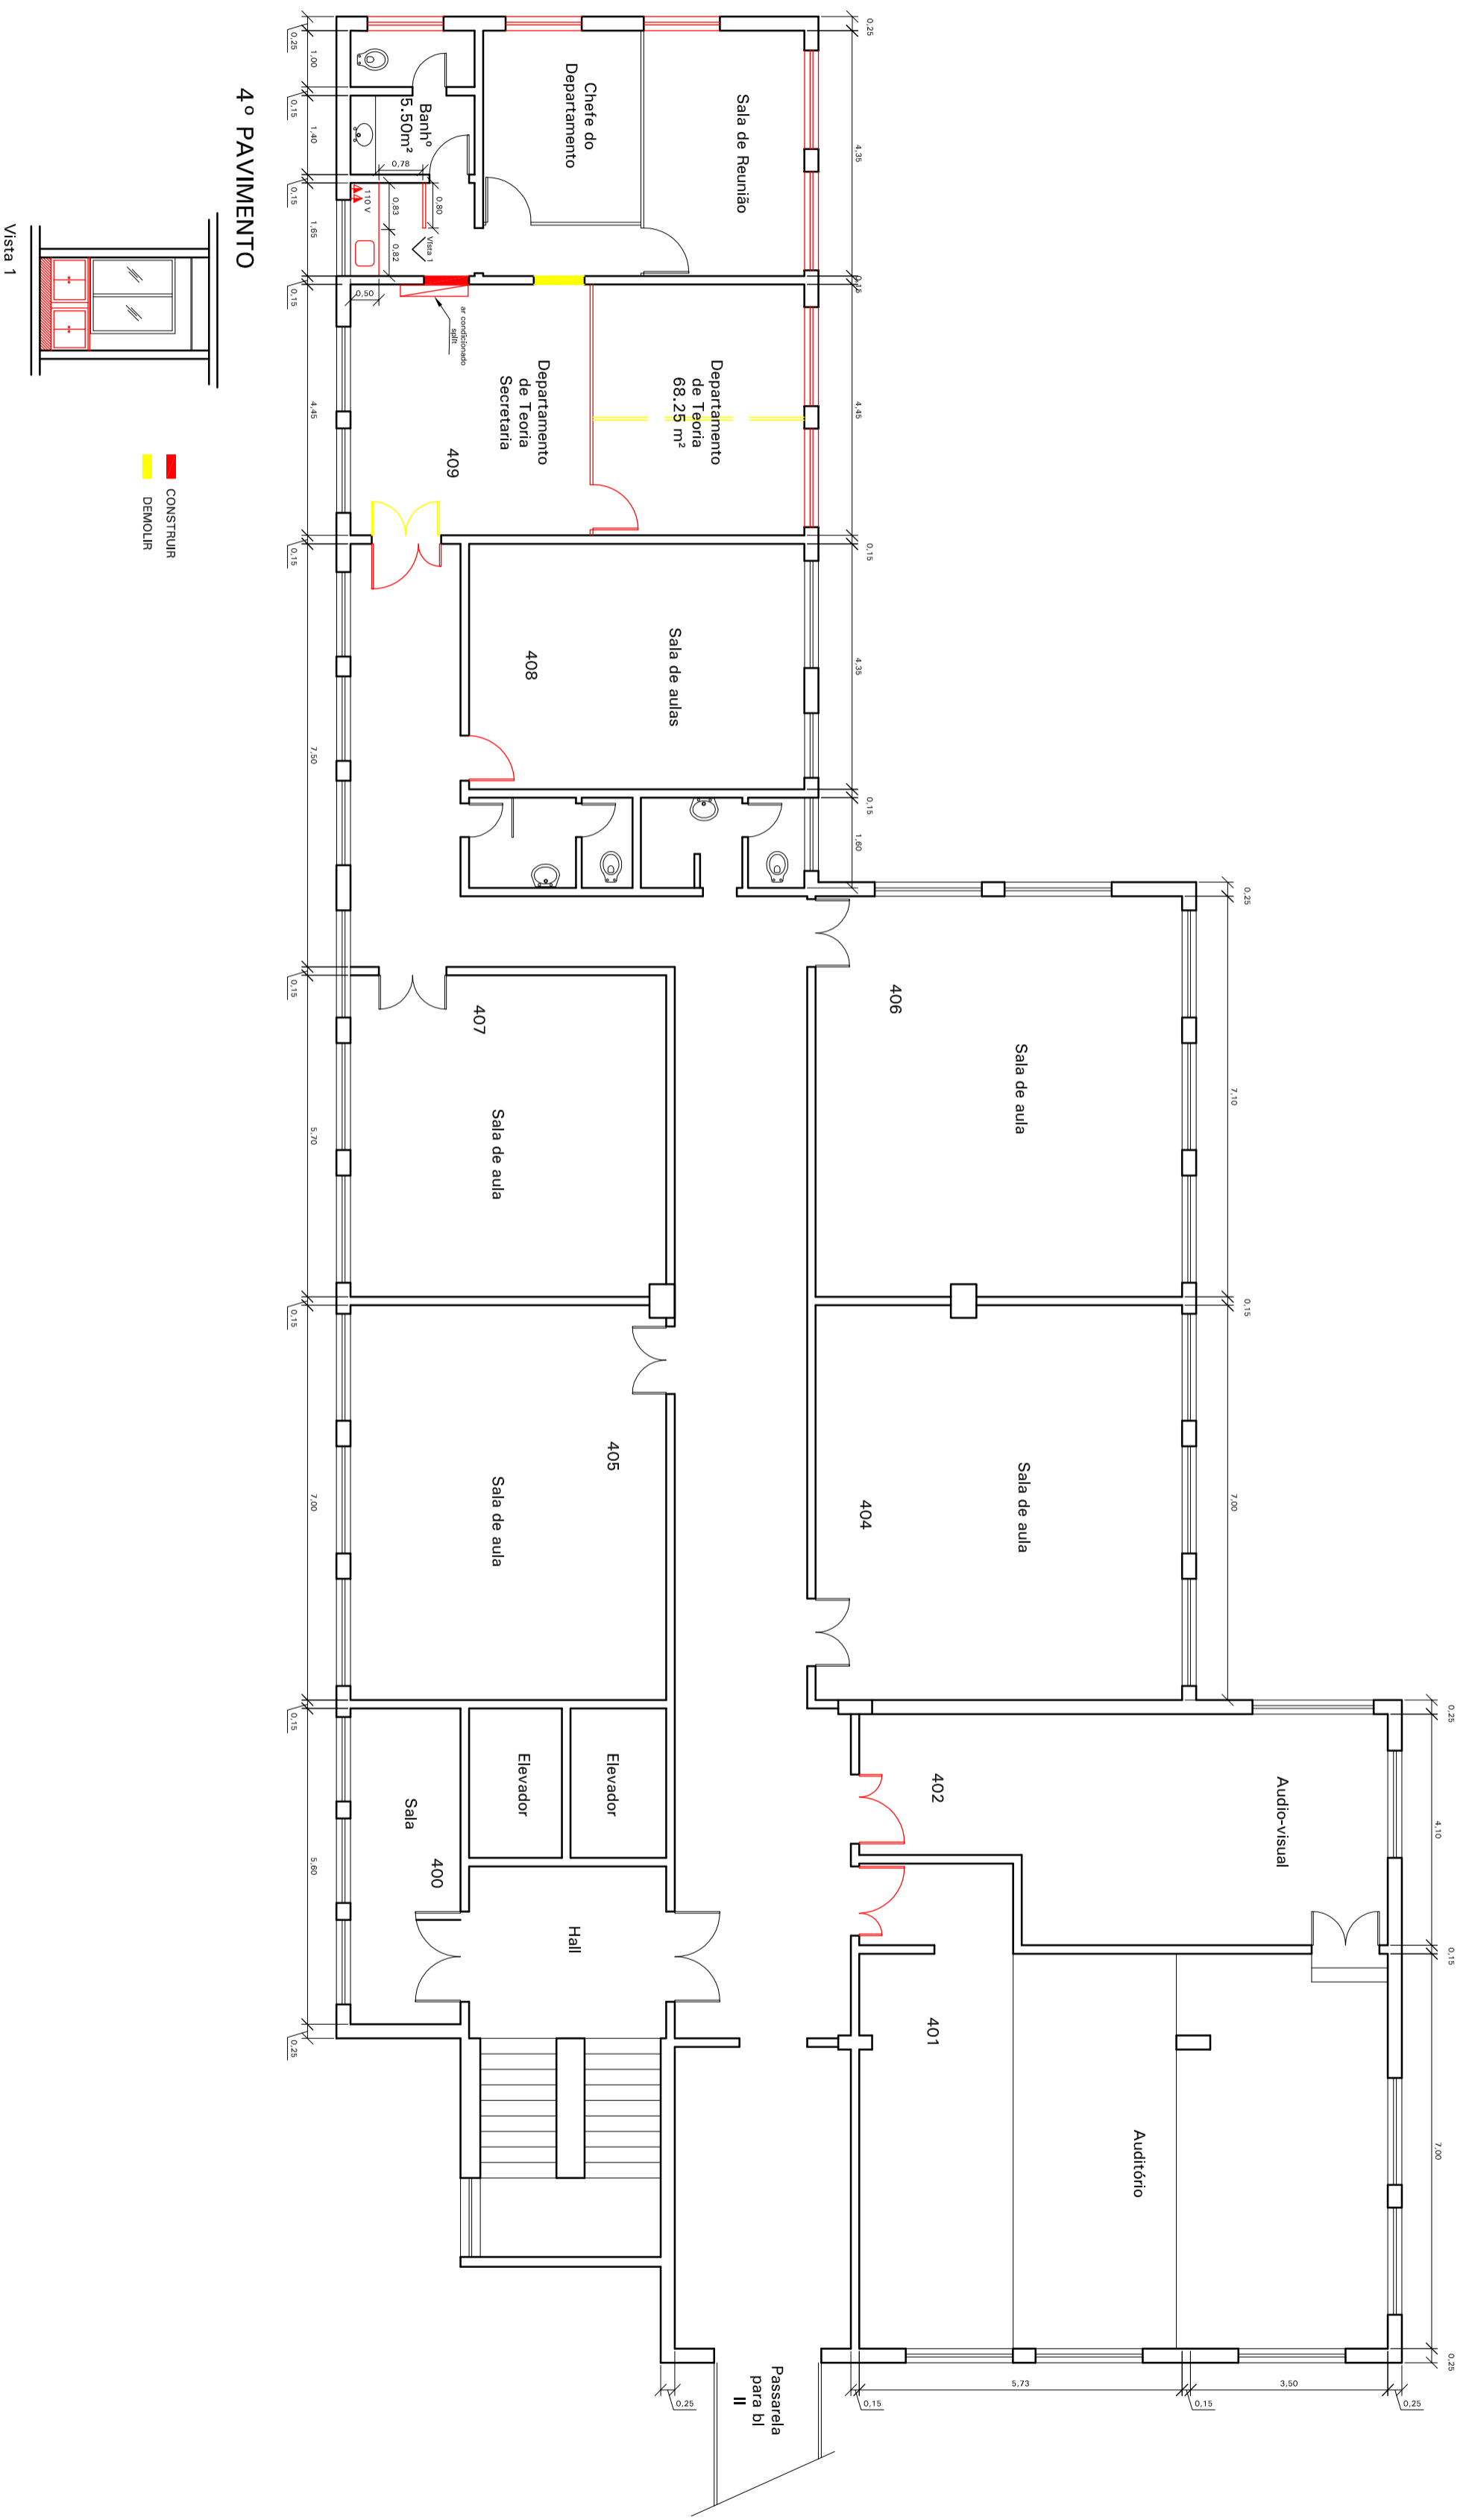 4º PAVIMENTO
Vista 1
CONSTRUIR
DEMOLIR
Sala de Reunião
Chefe do
Departamento
Banhº
5.50m²
110 V
Vista 1
ar condicionado
split
Departamento
de Teoria
68.25 m²
Departamento
de Teoria
Secretaria
409
Sala de aulas
408
406
Sala de aula
407
Sala de aula
405
Sala de aula
404
Sala de aula
402
Audio-visual
Elevador
Elevador
Sala
400
Hall
401
Auditório
Passarela
para bl
II
0,25
4,35
0,15
4,45
0,15
4,35
0,15
1,60
0,25
7,10
0,15
7,00
0,25
4,10
0,15
7,00
0,25
0,25
1,00
0,15
1,40
0,15
1,65
0,15
4,45
0,15
7,50
0,15
5,70
0,15
7,00
0,15
5,60
0,25
0,78
0,80
0,83
0,82
0,50
0,25
0,15
5,73
0,15
3,50
0,25